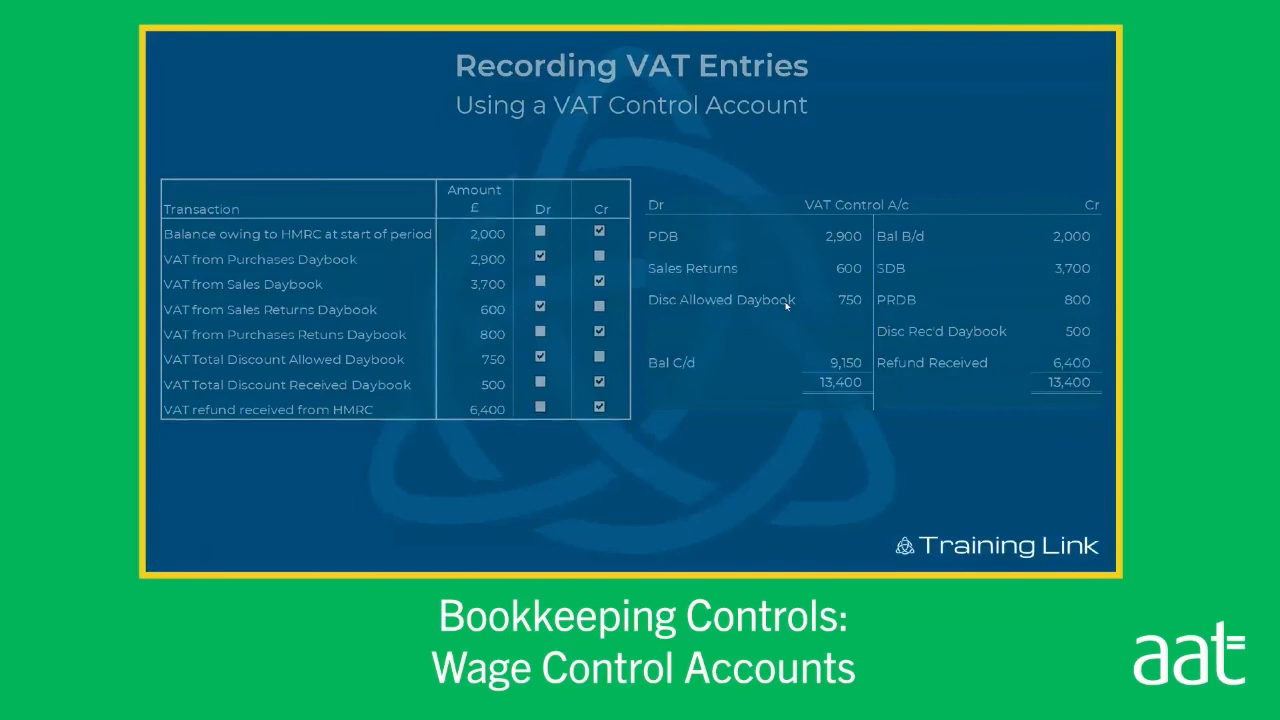 Recording VAT Entries
Using a VAT Control Account
Transaction Amount £ Dr Cr
Balance owing to HMRC at start of period 2,000
VAT from Purchases Daybook 2,900
VAT from Sales Daybook 3,700
VAT from Sales Returns Daybook 600
VAT from Purchases Retuns Daybook 800
VAT Total Discount Allowed Daybook 750
VAT Total Discount Received Daybook 500
VAT refund received from HMRC 6,400
Dr VAT Control A/c Cr
PDB 2,900 Bal B/d 2,000
Sales Returns 600 SDB 3,700
Disc Allowed Daybook 750 PRDB 800
Disc Rec'd Daybook 500
Bal C/d 9,150 Refund Received 6,400
13,400 13,400
Training Link
Bookkeeping Controls:
Wage Control Accounts
aat